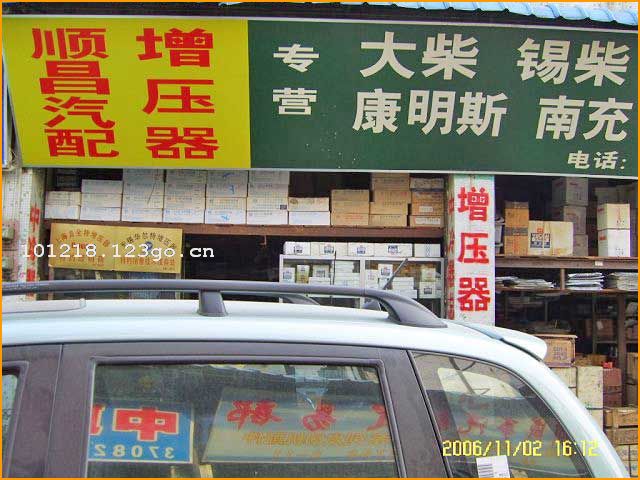 顺昌汽配
增压器
专营
大柴 锡柴
康明斯 南充
电话:
增压器
中
101218.123go.cn
中
37082
2006/11/02 16:12